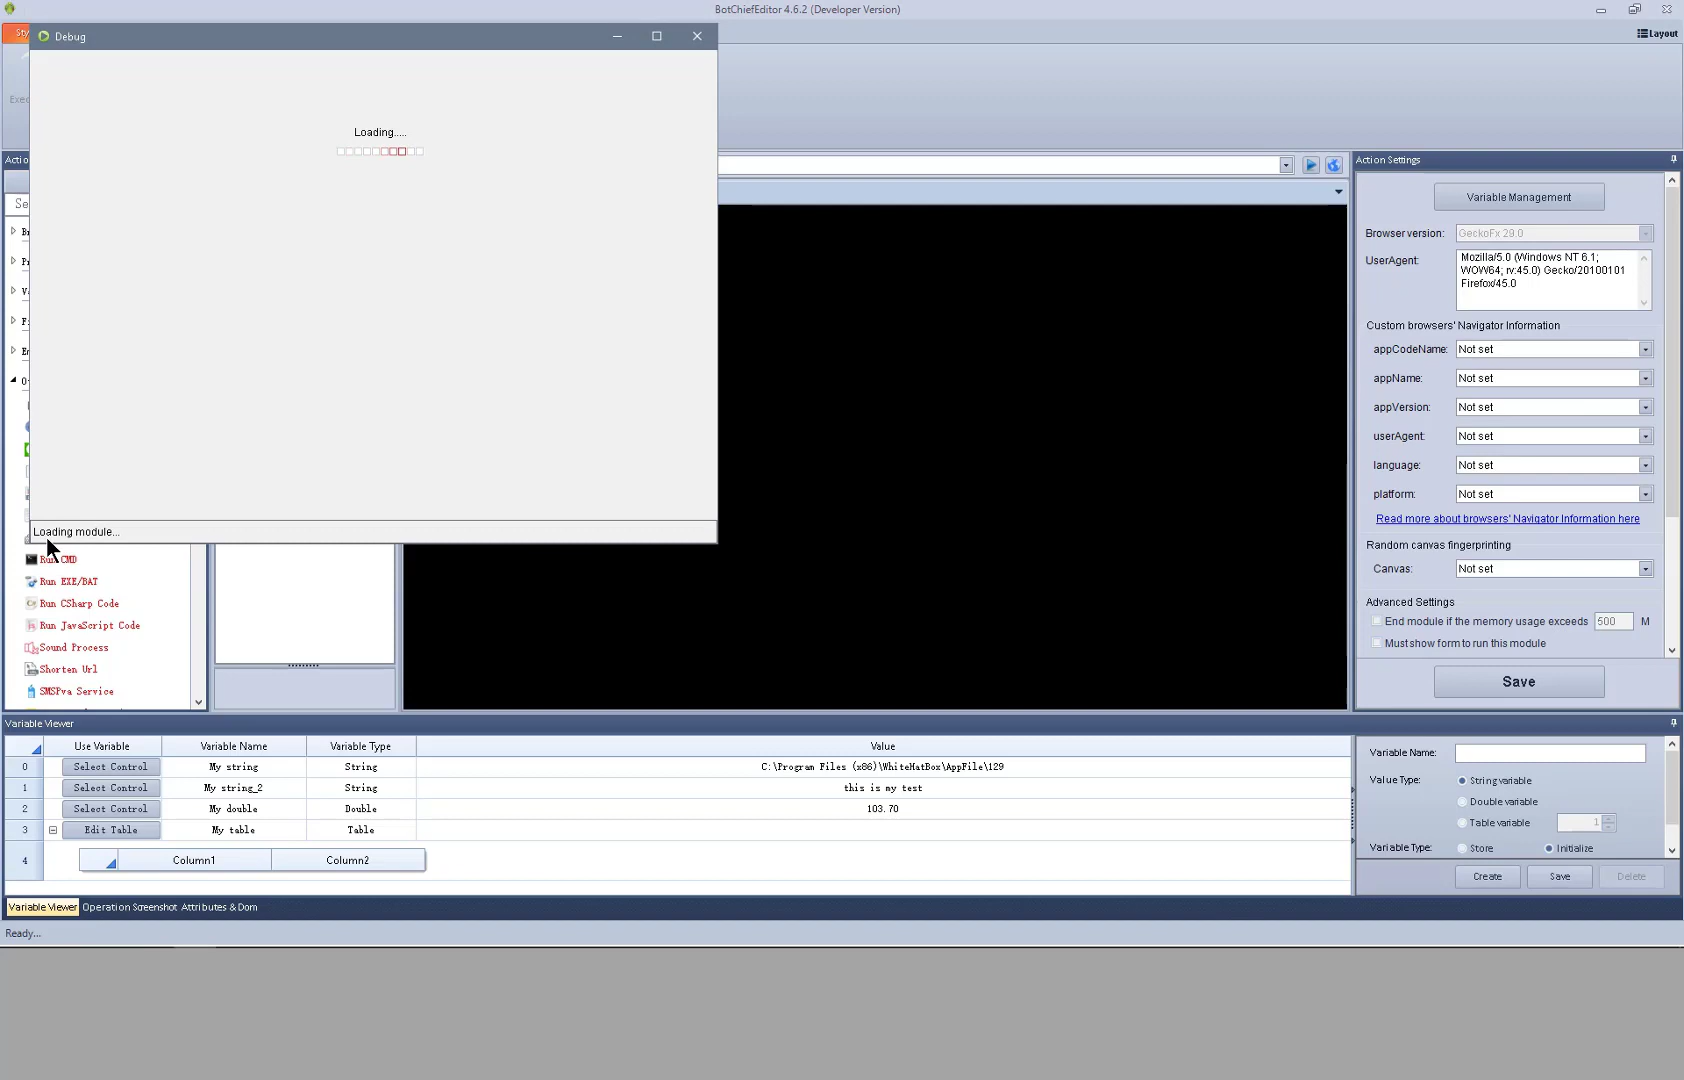 BotChiefEditor 4.6.2 (Developer Version)
Layout
Debug
Loading.....
Loading module...
Run CMD
Run EXE/BAT
Run CSharp Code
Run JavaScript Code
Sound Process
Shorten Url
SMSPva Service
Action Settings
Variable Management
Browser version: GeckoFx 29.0
UserAgent: Mozilla/5.0 (Windows NT 6.1;
WOW64; rv:45.0) Gecko/20100101
Firefox/45.0
Custom browsers' Navigator Information
appCodeName: Not set
appName: Not set
appVersion: Not set
userAgent: Not set
language: Not set
platform: Not set
Read more about browsers' Navigator Information here
Random canvas fingerprinting
Canvas: Not set
Advanced Settings
End module if the memory usage exceeds 500 M
Must show form to run this module
Save
Variable Viewer
Use Variable Variable Name Variable Type Value
0 Select Control My string String C:\Program Files (x86)\WhiteHatBox\AppFile\129
1 Select Control My string_2 String this is my test
2 Select Control My double Double 103.70
3 Edit Table My table Table
4 Column1 Column2
Variable Name:
Value Type: String variable
Double variable
Table variable 1
Variable Type: Store Initialize
Create Save Delete
Variable Viewer Operation Screenshot Attributes & Dom
Ready...